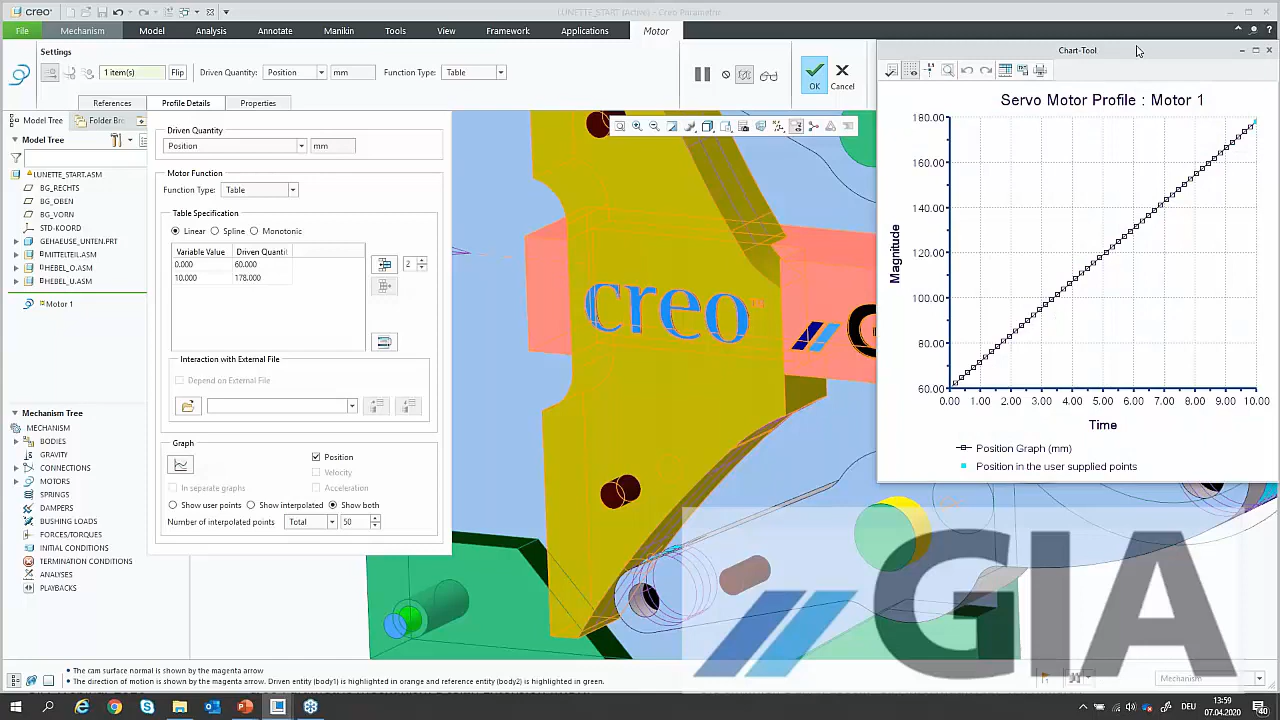 creo
LUNETTE_START (Active) - Creo Parametric
File Mechanism Model Analysis Annotate Manikin Tools View Framework Applications Motor
Settings
1 item(s) Flip Driven Quantity: Position mm Function Type: Table
OK Cancel
References Profile Details Properties
Model Tree Folder Bro
Model Tree
LUNETTE_START.ASM
BG_RECHTS
BG_OBEN
BG_VORN
STD-KOORD
GEHAEUSE_UNTEN.PRT
MITTELTEIL.ASM
HEBEL_O.ASM
HEBEL_U.ASM
Motor 1
Mechanism Tree
MECHANISM
BODIES
GRAVITY
CONNECTIONS
MOTORS
SPRINGS
DAMPERS
BUSHING LOADS
FORCES/TORQUES
INITIAL CONDITIONS
TERMINATION CONDITIONS
ANALYSES
PLAYBACKS
Driven Quantity
Position mm
Motor Function
Function Type: Table
Table Specification
Linear Spline Monotonic
Variable Value Driven Quanti
0.000 60.000
10.000 178.000
2
Interaction with External File
Depend on External File
Graph
Position
Velocity
Acceleration
In separate graphs
Show user points Show interpolated Show both
Number of interpolated points Total 50
creo™
Chart-Tool
Servo Motor Profile : Motor 1
180.00
160.00
140.00
120.00
100.00
80.00
60.00
Magnitude
0.00 1.00 2.00 3.00 4.00 5.00 6.00 7.00 8.00 9.00 10.00
Time
Position Graph (mm)
Position in the user supplied points
GIA
The cam surface normal is shown by the magenta arrow
The direction of motion is shown by the magenta arrow. Driven entity (body1) is highlighted in orange and reference entity (body2) is highlighted in green.
Mechanism
DEU
13:59
07.04.2020
40